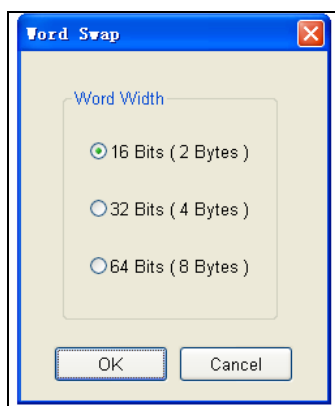 Word Swap
Word Width
16 Bits ( 2 Bytes )
32 Bits ( 4 Bytes )
64 Bits ( 8 Bytes )
OK Cancel